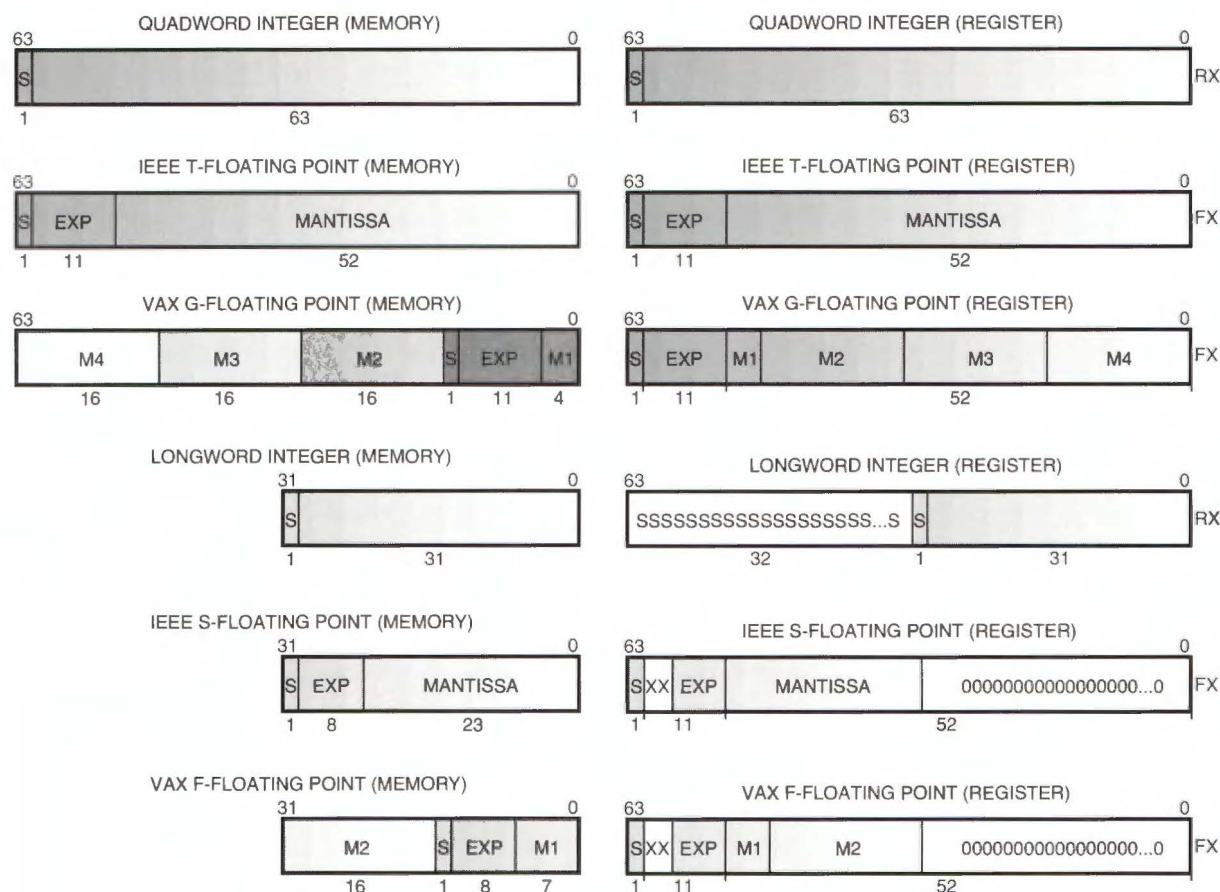 QUADWORD INTEGER (MEMORY) QUADWORD INTEGER (REGISTER)
63 0 63 0
S S RX
1 63 1 63
IEEE T-FLOATING POINT (MEMORY) IEEE T-FLOATING POINT (REGISTER)
63 0 63 0
S EXP MANTISSA S EXP MANTISSA FX
1 11 52 1 11 52
VAX G-FLOATING POINT (MEMORY) VAX G-FLOATING POINT (REGISTER)
63 0 63 0
M4 M3 M2 S EXP M1 S EXP M1 M2 M3 M4 FX
16 16 16 1 11 4 1 11 52
LONGWORD INTEGER (MEMORY) LONGWORD INTEGER (REGISTER)
31 0 63 0
S SSSSSSSSSSSSSSSSSSS...S S RX
1 31 32 1 31
IEEE S-FLOATING POINT (MEMORY) IEEE S-FLOATING POINT (REGISTER)
31 0 63 0
S EXP MANTISSA S XX EXP MANTISSA 00000000000000000...0 FX
1 8 23 1 11 52
VAX F-FLOATING POINT (MEMORY) VAX F-FLOATING POINT (REGISTER)
31 0 63 0
M2 S EXP M1 S XX EXP M1 M2 00000000000000000...0 FX
16 1 8 7 1 11 52